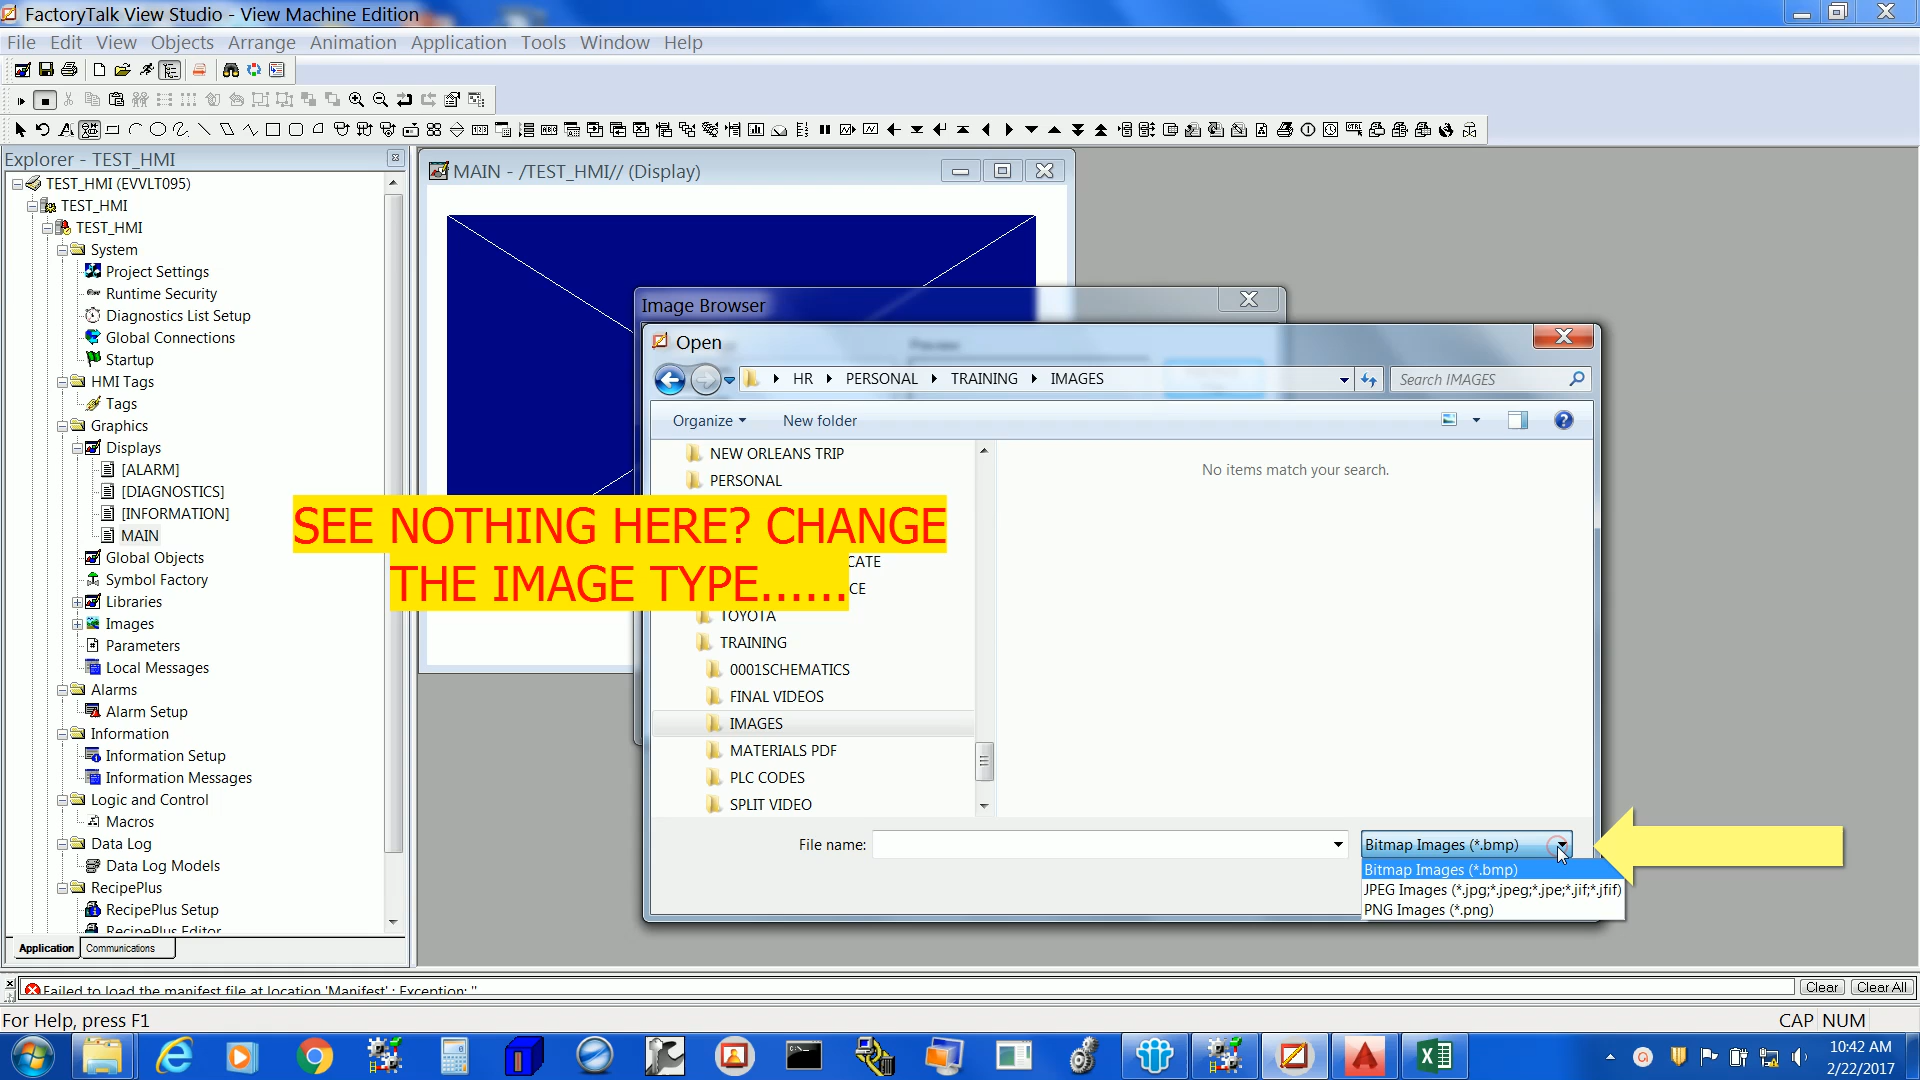 FactoryTalk View Studio - View Machine Edition
File Edit View Objects Arrange Animation Application Tools Window Help
Explorer - TEST_HMI
TEST_HMI (EVVLT095)
TEST_HMI
TEST_HMI
System
Project Settings
Runtime Security
Diagnostics List Setup
Global Connections
Startup
HMI Tags
Tags
Graphics
Displays
[ALARM]
[DIAGNOSTICS]
[INFORMATION]
MAIN
Global Objects
Symbol Factory
Libraries
Images
Parameters
Local Messages
Alarms
Alarm Setup
Information
Information Setup
Information Messages
Logic and Control
Macros
Data Log
Data Log Models
RecipePlus
RecipePlus Setup
RecipePlus Editor
Application Communications
MAIN - /TEST_HMI// (Display)
Image Browser
Open
HR PERSONAL TRAINING IMAGES
Search IMAGES
Organize New folder
NEW ORLEANS TRIP
PERSONAL
SEE NOTHING HERE? CHANGE
THE IMAGE TYPE......
CATE
CE
TOYOTA
TRAINING
0001SCHEMATICS
FINAL VIDEOS
IMAGES
MATERIALS PDF
PLC CODES
SPLIT VIDEO
No items match your search.
File name:
Bitmap Images (*.bmp)
Bitmap Images (*.bmp)
JPEG Images (*.jpg;*.jpeg;*.jpe;*.jif;*.jfif)
PNG Images (*.png)
Failed to load the manifest file at location 'Manifest' : Exception: ''
Clear Clear All
For Help, press F1
CAP NUM
10:42 AM
2/22/2017